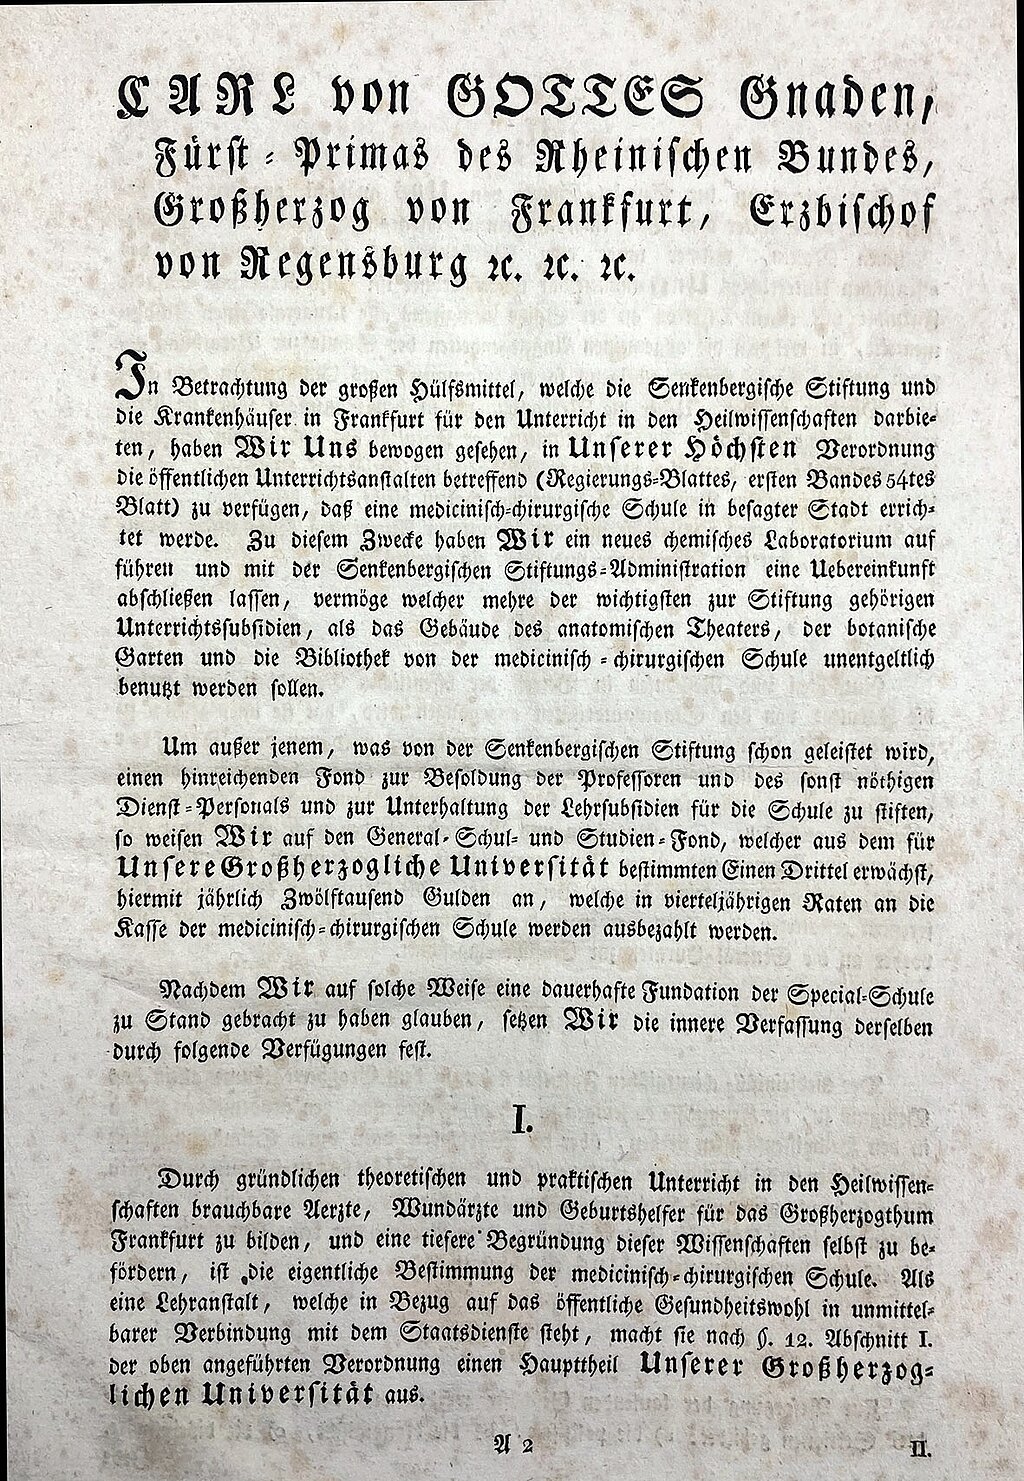 CARL von GOTTES Gnaden,
Fürst-Primas des Rheinischen Bundes,
Großherzog von Frankfurt, Erzbischof
von Regensburg ꝛc. ꝛc. ꝛc.
In Betrachtung der großen Hülfsmittel, welche die Senkenbergische Stiftung und
die Krankenhäuser in Frankfurt für den Unterricht in den Heilwissenschaften darbie-
ten, haben Wir Uns bewogen gesehen, in Unserer Höchsten Verordnung
die öffentlichen Unterrichtsanstalten betreffend (Regierungs-Blattes, ersten Bandes 54tes
Blatt) zu verfügen, daß eine medicinisch-chirurgische Schule in besagter Stadt errich-
tet werde. Zu diesem Zwecke haben Wir ein neues chemisches Laboratorium auf
führen und mit der Senkenbergischen Stiftungs-Administration eine Uebereinkunft
abschließen lassen, vermöge welcher mehre der wichtigsten zur Stiftung gehörigen
Unterrichtssubsidien, als das Gebäude des anatomischen Theaters, der botanische
Garten und die Bibliothek von der medicinisch-chirurgischen Schule unentgeltlich
benutzt werden sollen.
Um außer jenem, was von der Senkenbergischen Stiftung schon geleistet wird,
einen hinreichenden Fond zur Besoldung der Professoren und des sonst nöthigen
Dienst-Personals und zur Unterhaltung der Lehrsubsidien für die Schule zu stiften,
so weisen Wir auf den General-Schul- und Studien-Fond, welcher aus dem für
Unsere Großherzogliche Universität bestimmten Einen Drittel erwächst,
hiermit jährlich Zwölftausend Gulden an, welche in vierteljährigen Raten an die
Kasse der medicinisch-chirurgischen Schule werden ausbezahlt werden.
Nachdem Wir auf solche Weise eine dauerhafte Fundation der Special-Schule
zu Stand gebracht zu haben glauben, setzen Wir die innere Verfassung derselben
durch folgende Verfügungen fest.
I.
Durch gründlichen theoretischen und praktischen Unterricht in den Heilwissen-
schaften brauchbare Aerzte, Wundärzte und Geburtshelfer für das Großherzogthum
Frankfurt zu bilden, und eine tiefere Begründung dieser Wissenschaften selbst zu be-
fördern, ist die eigentliche Bestimmung der medicinisch-chirurgischen Schule. Als
eine Lehranstalt, welche in Bezug auf das öffentliche Gesundheitswohl in unmittel-
barer Verbindung mit dem Staatsdienste steht, macht sie nach §. 12. Abschnitt I.
der oben angeführten Verordnung einen Haupttheil Unserer Großherzog-
lichen Universität aus.
A 2
II.